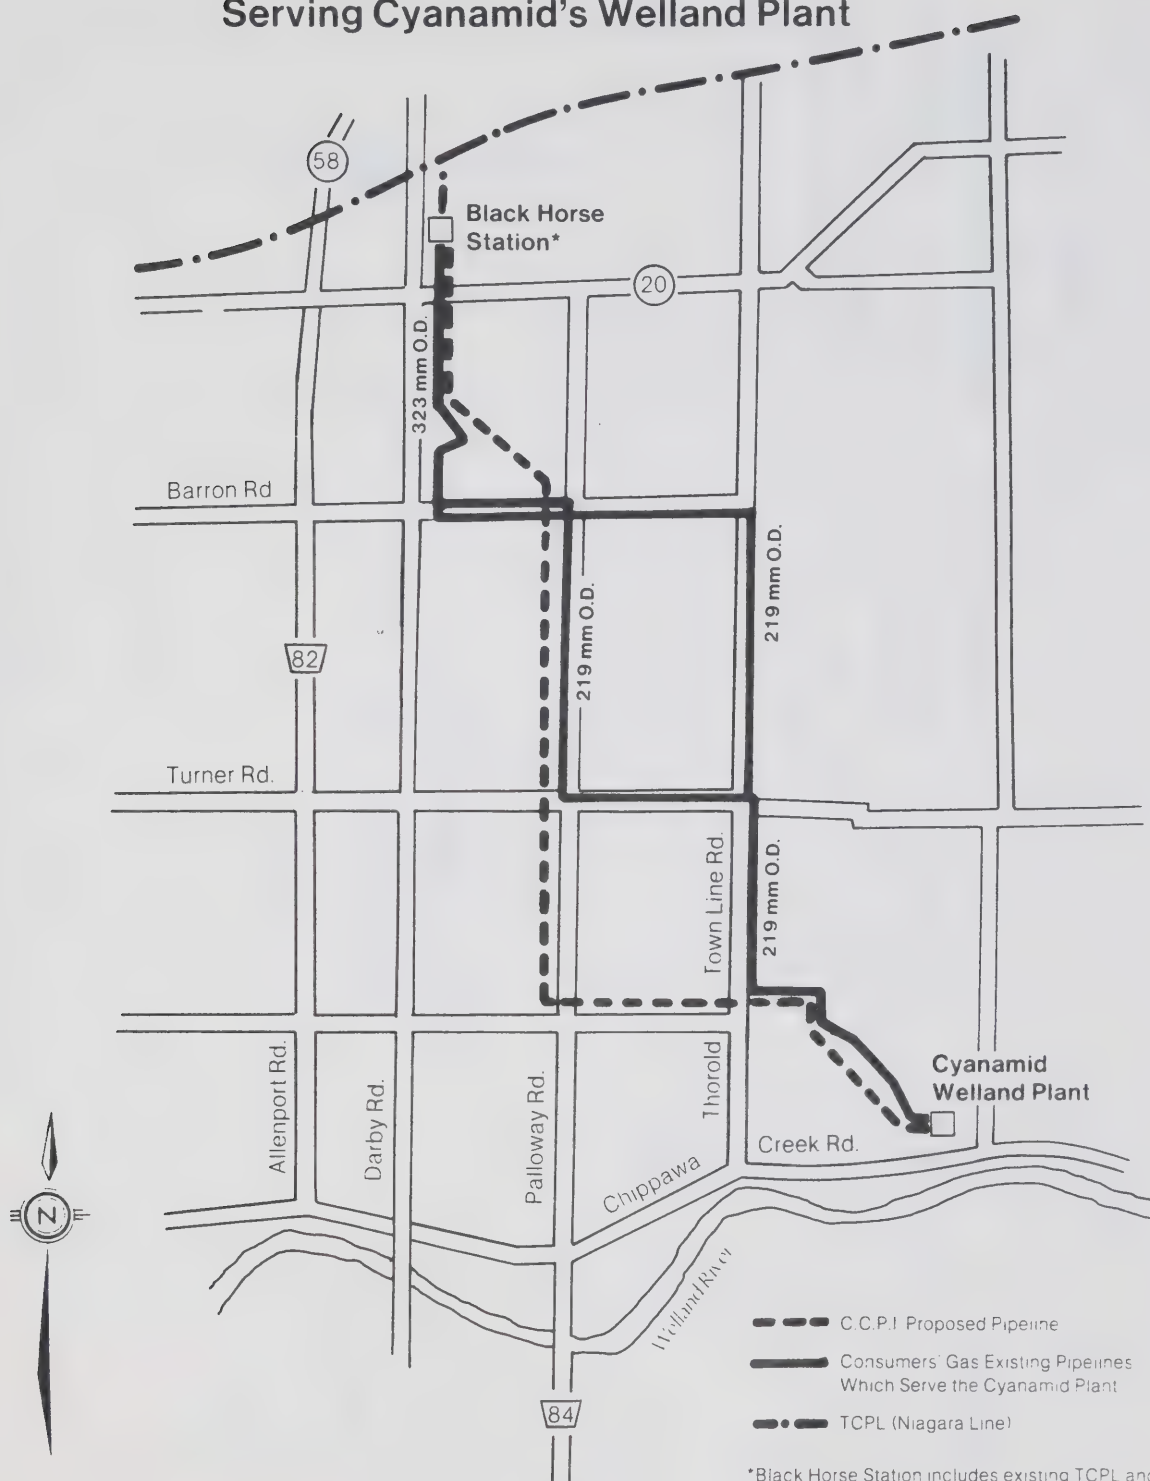 Serving Cyanamid's Welland Plant
58
Black Horse
Station*
20
323 mm O.D.
Barron Rd
219 mm O.D.
219 mm O.D.
82
Turner Rd.
Town Line Rd.
219 mm O.D.
Allenport Rd.
Darby Rd.
Palloway Rd.
Thorold
Cyanamid
Welland Plant
Creek Rd.
Chippawa
N
Welland River
C.C.P.I Proposed Pipeline
Consumers' Gas Existing Pipelines
Which Serve the Cyanamid Plant
TCPL (Niagara Line)
84
*Black Horse Station includes existing TCPL and